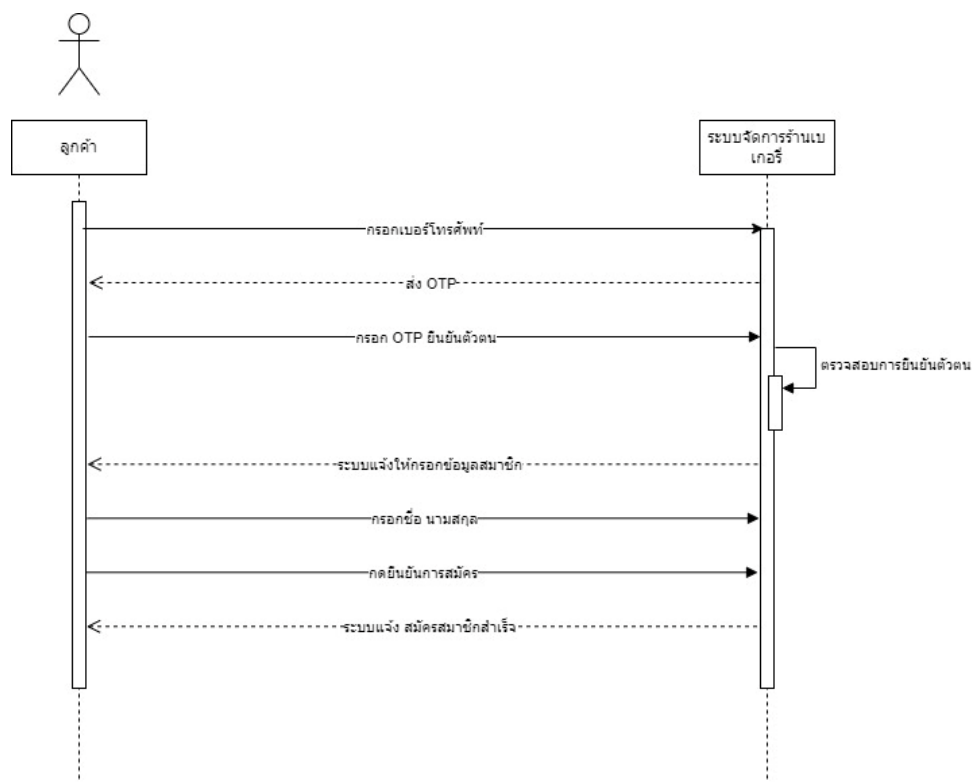 ลูกค้า
ระบบจัดการร้านเบ
เกอรี่
กรอกเบอร์โทรศัพท์
ส่ง OTP
กรอก OTP ยืนยันตัวตน
ตรวจสอบการยืนยันตัวตน
ระบบแจ้งให้กรอกข้อมูลสมาชิก
กรอกชื่อ นามสกุล
กดยืนยันการสมัคร
ระบบแจ้ง สมัครสมาชิกสำเร็จ